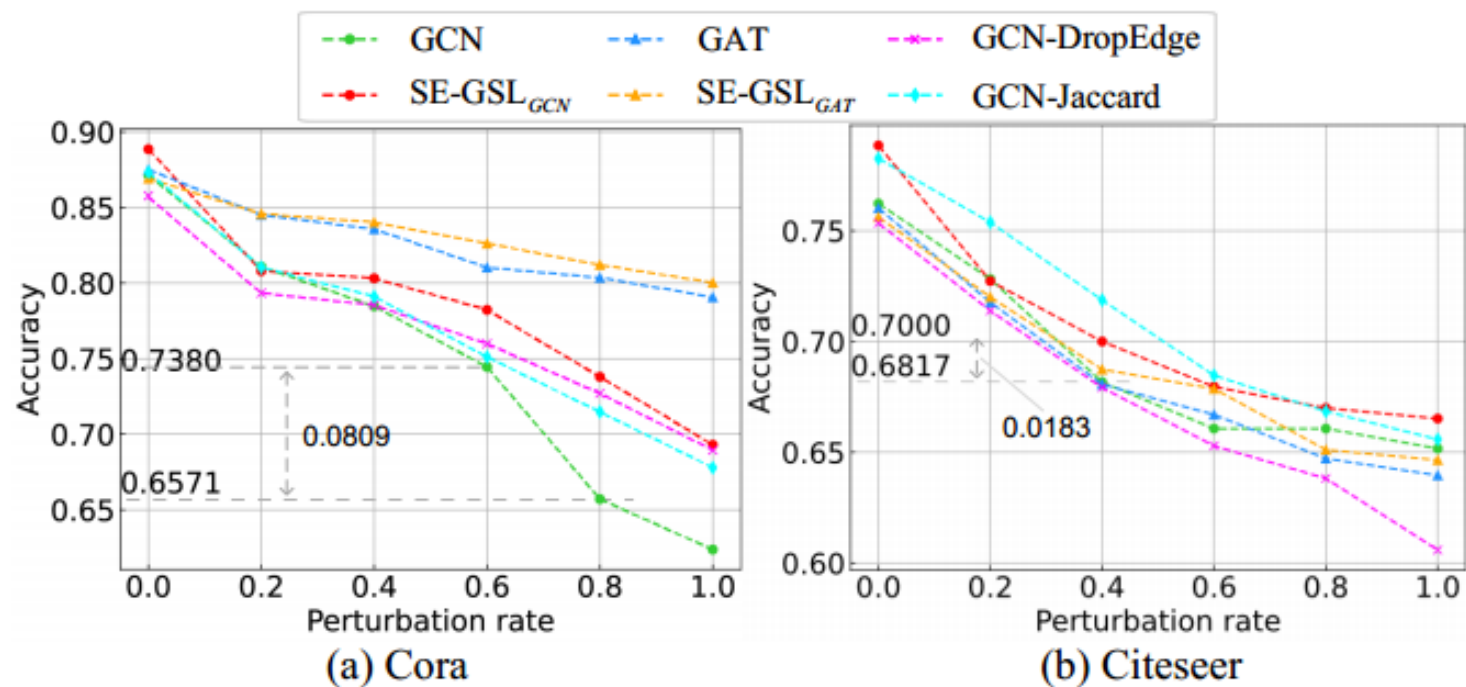 GCN GAT GCN-DropEdge
SE-GSL_GCN SE-GSL_GAT GCN-Jaccard
0.90
0.85
0.80
0.75
0.70
0.65
Accuracy
0.7380
0.0809
0.6571
0.0 0.2 0.4 0.6 0.8 1.0
Perturbation rate
(a) Cora
0.75
0.70
0.65
0.60
Accuracy
0.7000
0.6817
0.0183
0.0 0.2 0.4 0.6 0.8 1.0
Perturbation rate
(b) Citeseer